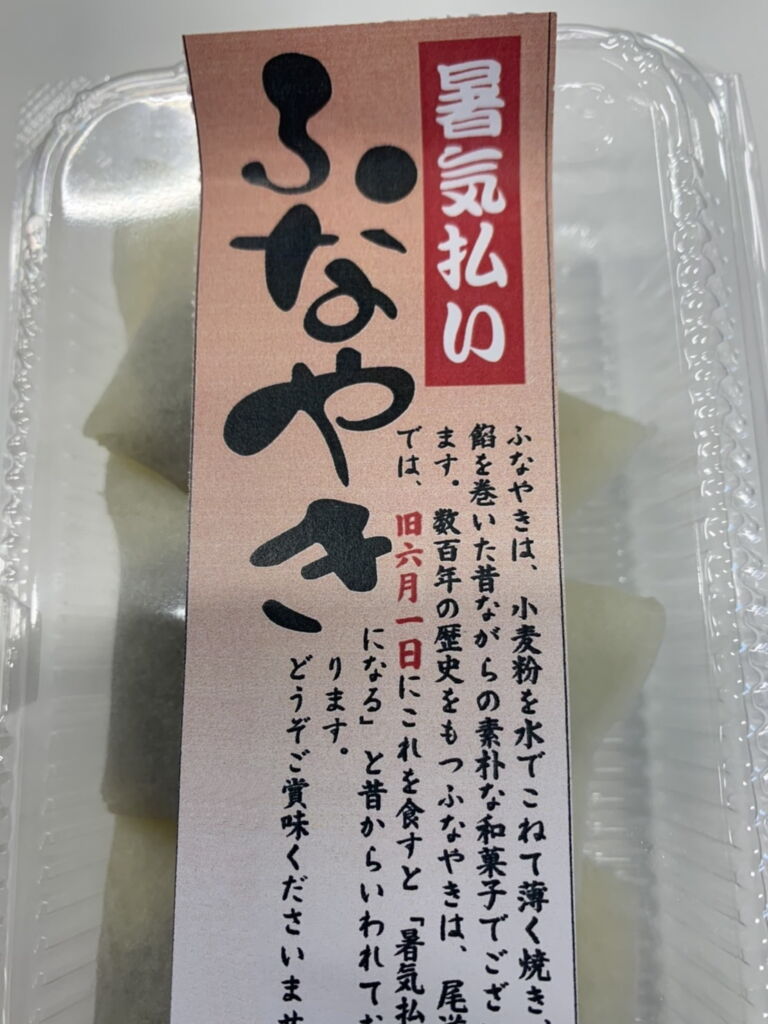 暑気払い
ふなやき
ふなやきは、小麦粉を水でこねて薄く焼き、
餡を巻いた昔ながらの素朴な和菓子でござ
ます。数百年の歴史をもつふなやきは、尾道
では、旧六月一日にこれを食すと「暑気払
になる」と昔からいわれてお
ります。
どうぞご賞味くださいませ